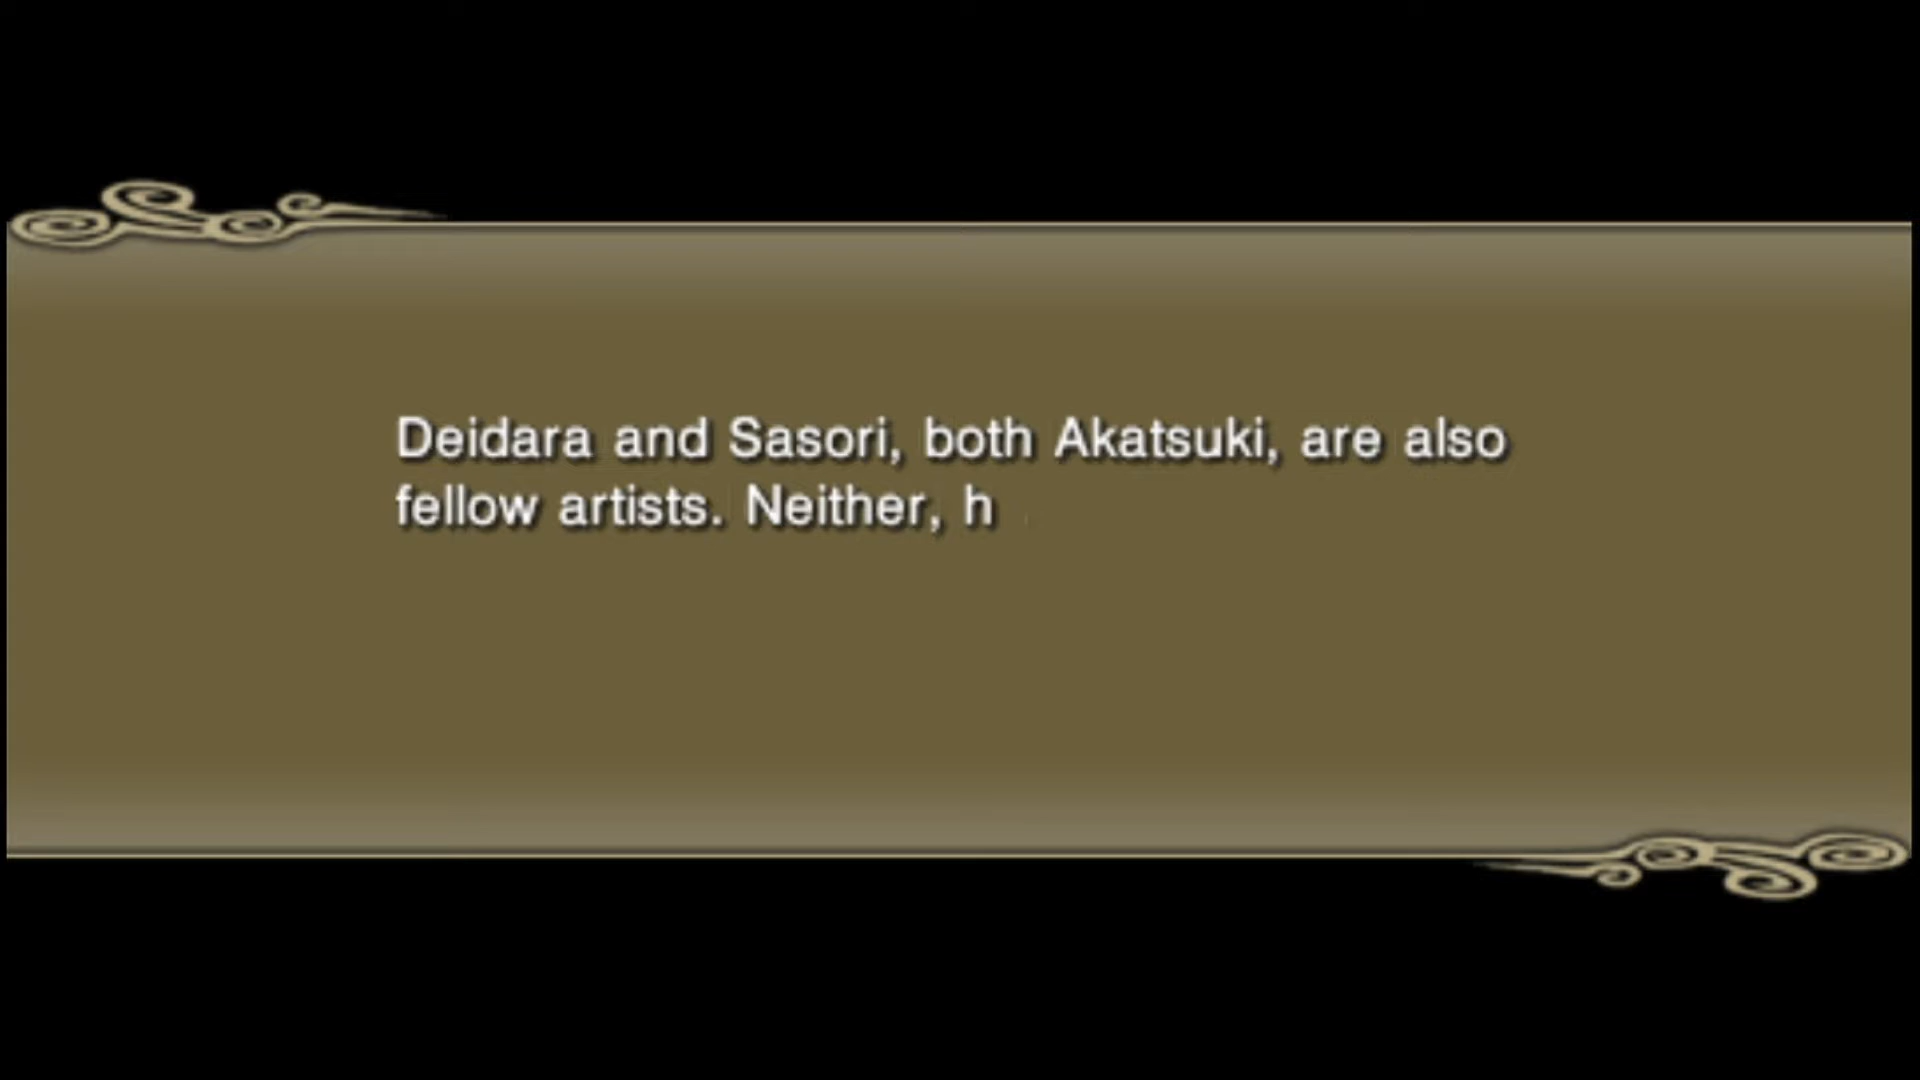 Deidara and Sasori, both Akatsuki, are also
fellow artists. Neither, h